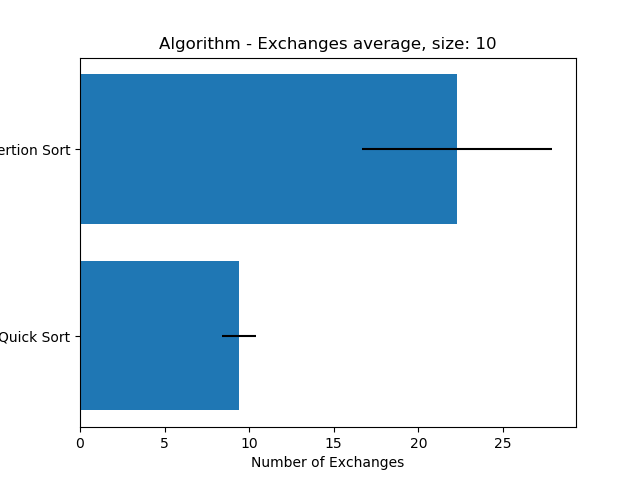 Algorithm - Exchanges average, size: 10
ertion Sort
Quick Sort
0 5 10 15 20 25
Number of Exchanges